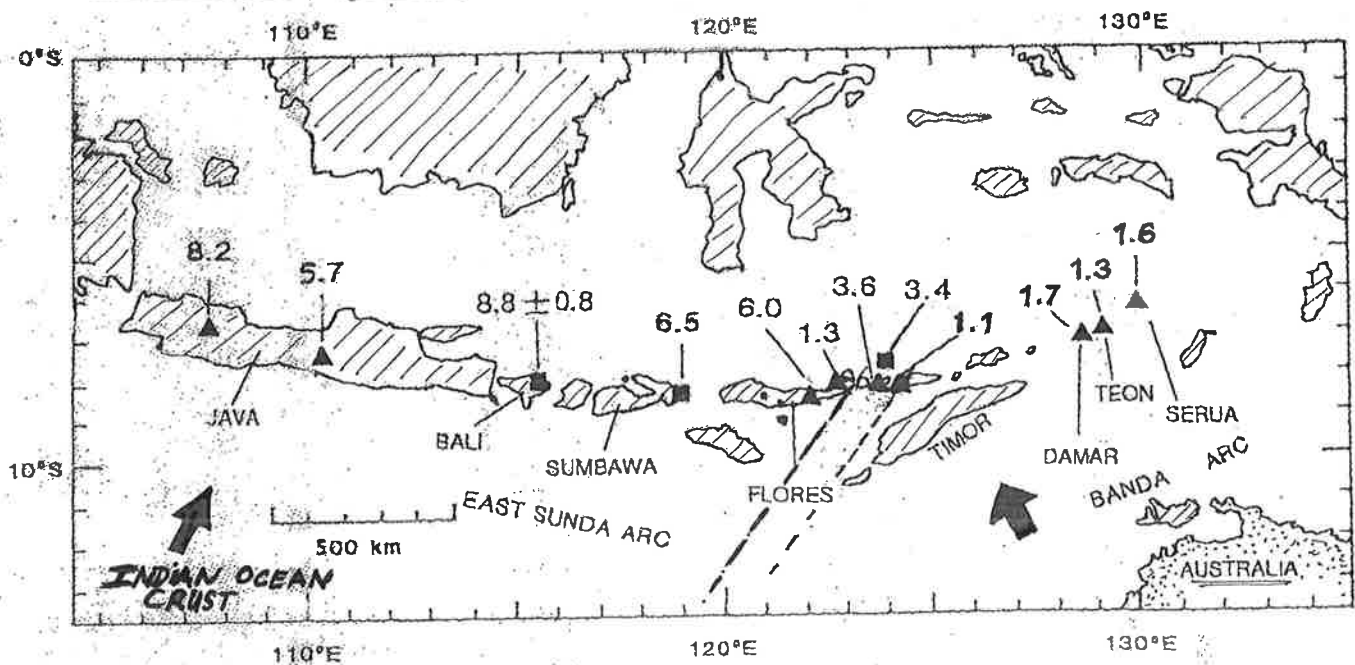 110°E 120°E 130°E
0°S
8.2
5.7
8.8 ± 0.8
6.5
6.0
1.3
3.6
3.4
1.1
1.7
1.3
1.6
JAVA
BALI
SUMBAWA
FLORES
TIMOR
DAMAR
TEON
SERUA
10°S
EAST SUNDA ARC
BANDA ARC
500 km
INDIAN OCEAN
CRUST
AUSTRALIA
110°E 120°E 130°E